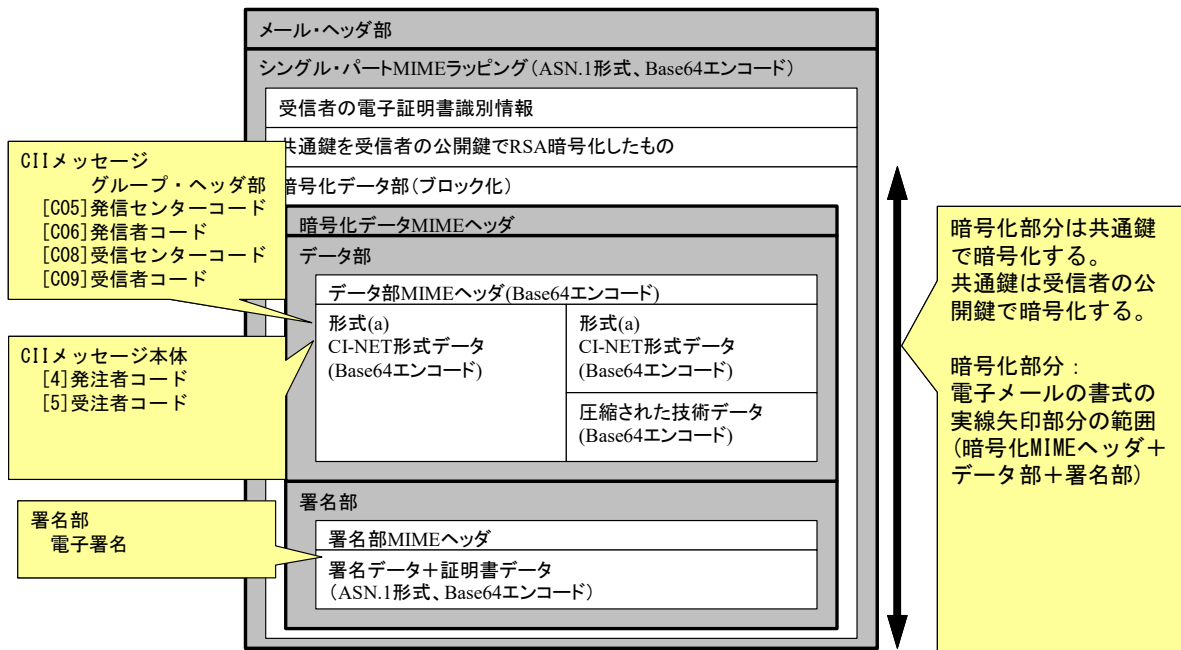 メール・ヘッダ部
シングル・パートMIMEラッピング(ASN.1形式、Base64エンコード)
受信者の電子証明書識別情報
共通鍵を受信者の公開鍵でRSA暗号化したもの
暗号化データ部(ブロック化)
暗号化データMIMEヘッダ
データ部
データ部MIMEヘッダ(Base64エンコード)
形式(a)
CI-NET形式データ
(Base64エンコード)
形式(a)
CI-NET形式データ
(Base64エンコード)
圧縮された技術データ
(Base64エンコード)
署名部
署名部MIMEヘッダ
署名データ+証明書データ
(ASN.1形式、Base64エンコード)
CIIメッセージ
グループ・ヘッダ部
[C05]発信センターコード
[C06]発信者コード
[C08]受信センターコード
[C09]受信者コード
CIIメッセージ本体
[4]発注者コード
[5]受注者コード
署名部
電子署名
暗号化部分は共通鍵
で暗号化する。
共通鍵は受信者の公
開鍵で暗号化する。
暗号化部分:
電子メールの書式の
実線矢印部分の範囲
(暗号化MIMEヘッダ+
データ部+署名部)